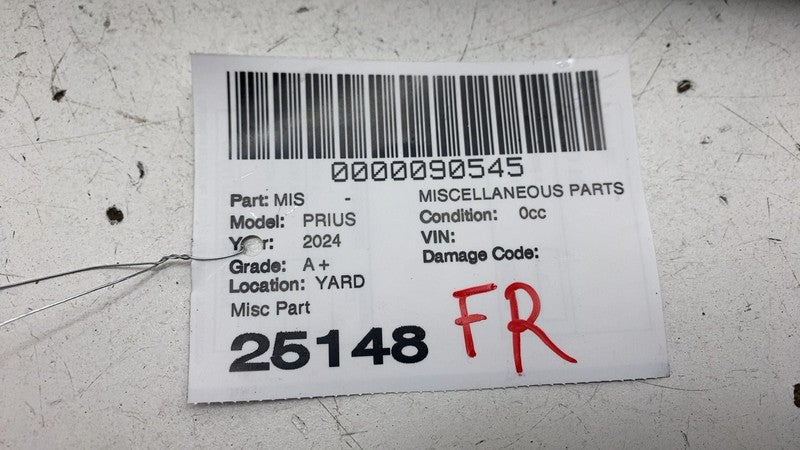 0000090545
Part: MIS - MISCELLANEOUS PARTS
Model: PRIUS Condition: 0cc
Year: 2024 VIN:
Grade: A+ Damage Code:
Location: YARD
Misc Part
25148 FR